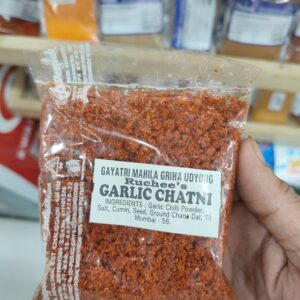 GAYATRI MAHILA GRIHA UDYOUG
Ruchee's
GARLIC CHATNI
INGREDIENTS : Garlic Chilli Powder,
Salt, Cumin, Seed, Ground Chana Dal, Til
Mumbai - 56.